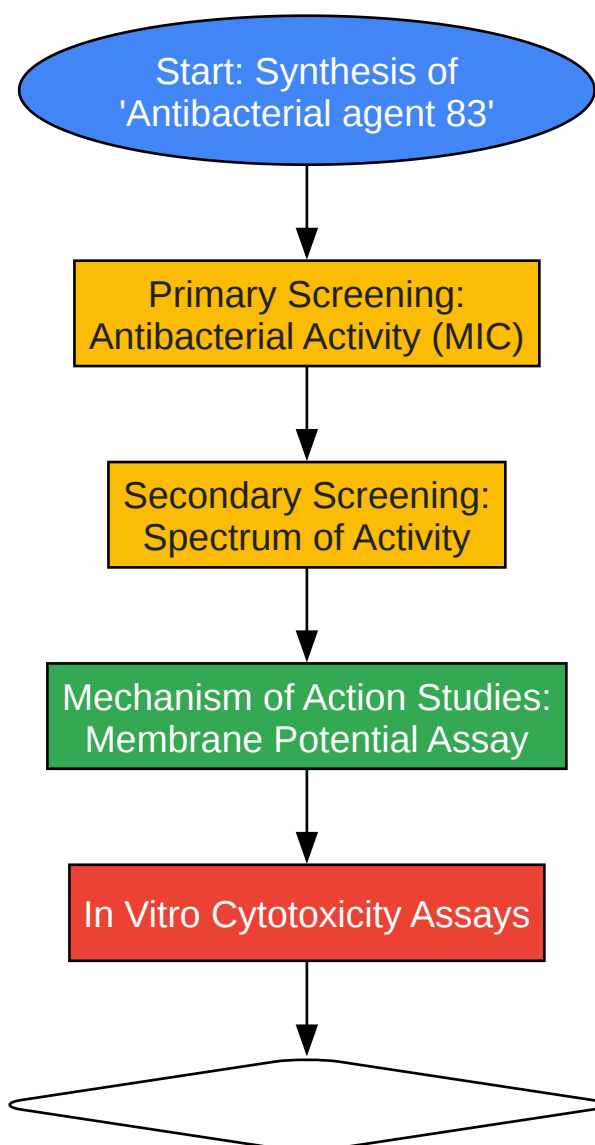 Start: Synthesis of
'Antibacterial agent 83'
Primary Screening:
Antibacterial Activity (MIC)
Secondary Screening:
Spectrum of Activity
Mechanism of Action Studies:
Membrane Potential Assay
In Vitro Cytotoxicity Assays